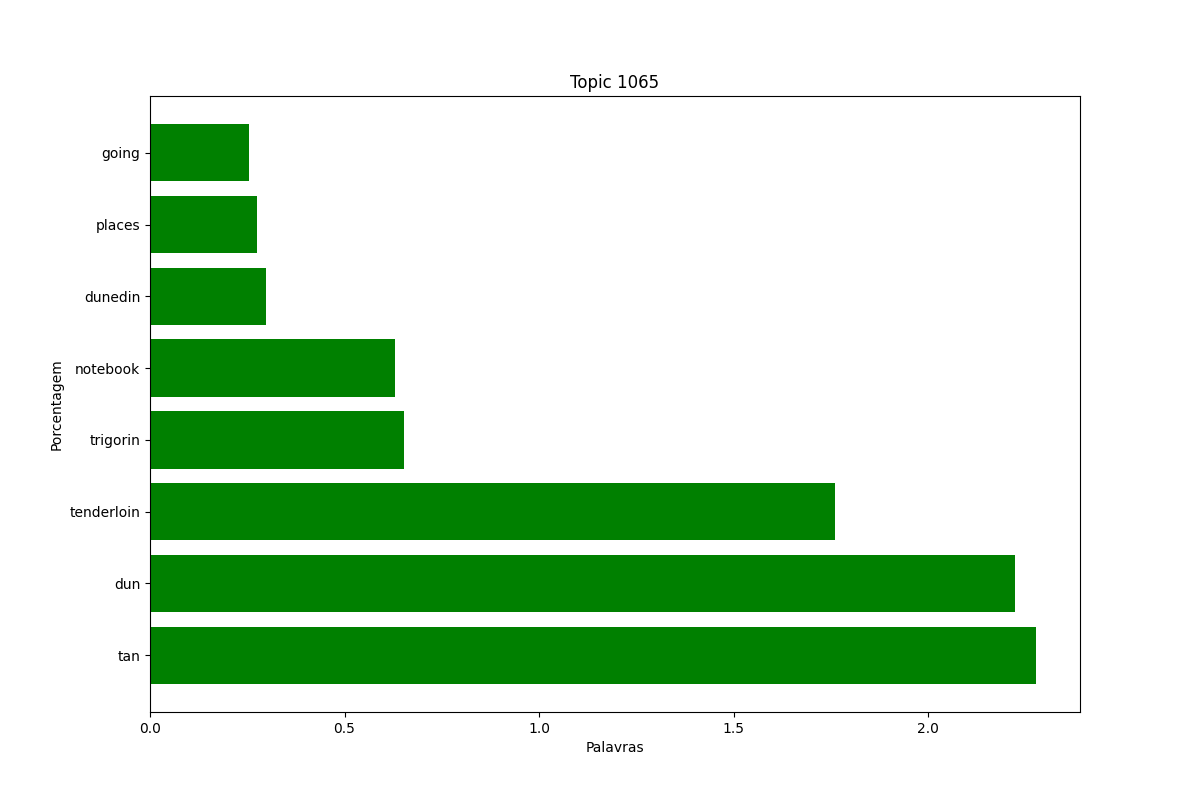 Topic 1065
going
places
dunedin
notebook
trigorin
tenderloin
dun
tan
Porcentagem
0.0 0.5 1.0 1.5 2.0
Palavras